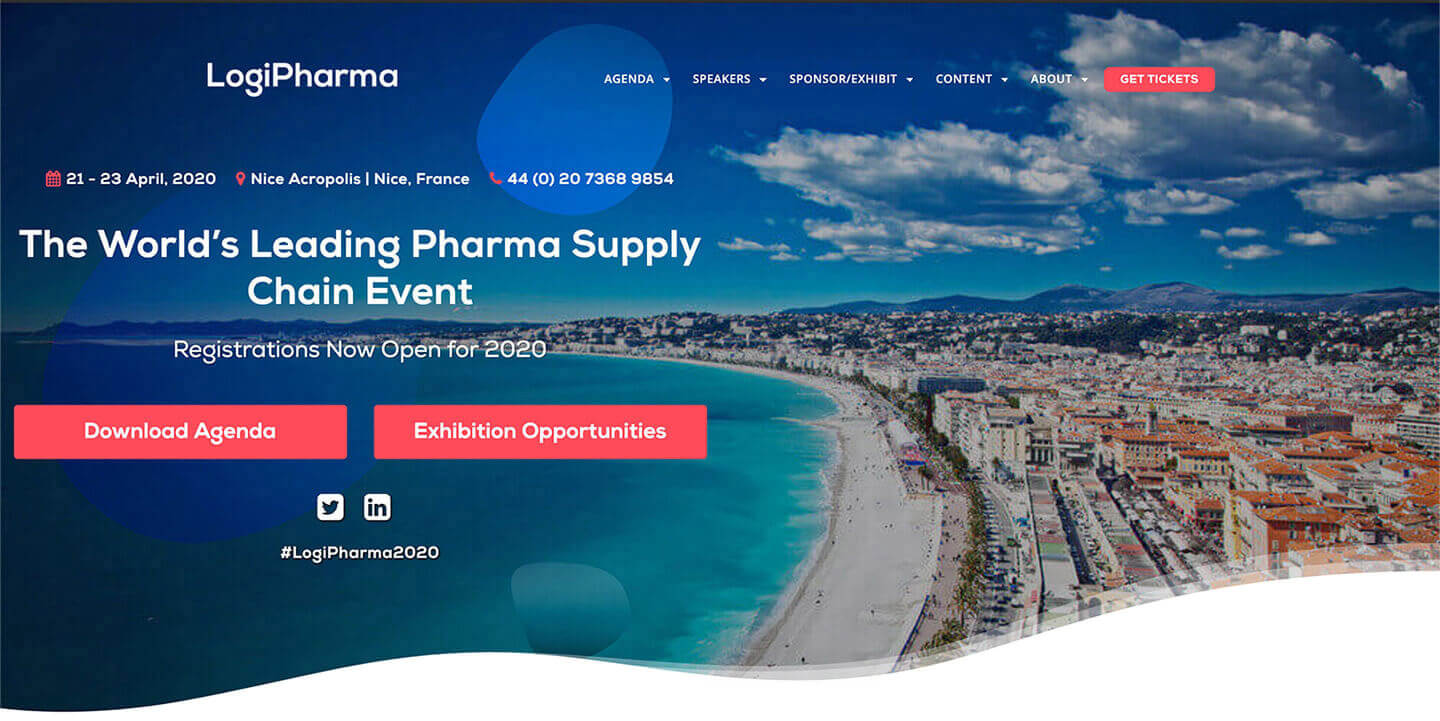 LogiPharma
AGENDA SPEAKERS SPONSOR/EXHIBIT CONTENT ABOUT GET TICKETS
21 - 23 April, 2020 Nice Acropolis | Nice, France 44 (0) 20 7368 9854
The World’s Leading Pharma Supply
Chain Event
Registrations Now Open for 2020
Download Agenda Exhibition Opportunities
in
#LogiPharma2020